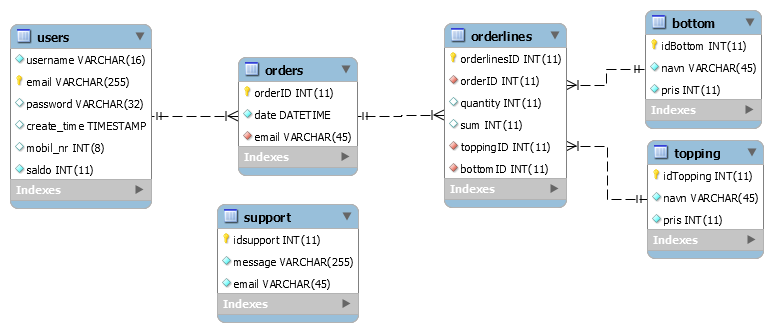 users
username VARCHAR(16)
email VARCHAR(255)
password VARCHAR(32)
create_time TIMESTAMP
mobil_nr INT(8)
saldo INT(11)
Indexes
orders
orderID INT(11)
date DATETIME
email VARCHAR(45)
Indexes
support
idsupport INT(11)
message VARCHAR(255)
email VARCHAR(45)
Indexes
orderlines
orderlinesID INT(11)
orderID INT(11)
quantity INT(11)
sum INT(11)
toppingID INT(11)
bottomID INT(11)
Indexes
bottom
idBottom INT(11)
navn VARCHAR(45)
pris INT(11)
Indexes
topping
idTopping INT(11)
navn VARCHAR(45)
pris INT(11)
Indexes